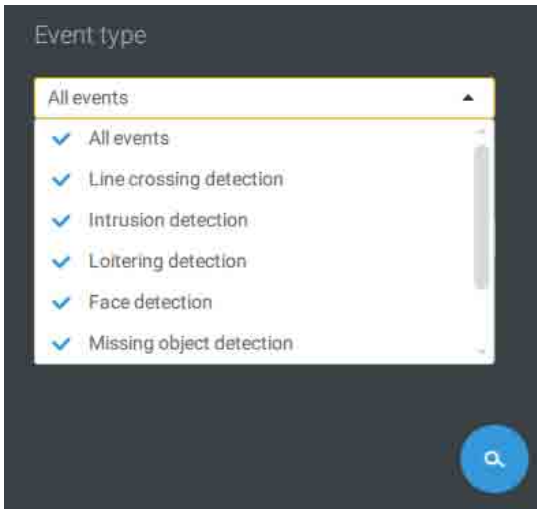 Event type
All events
All events
Line crossing detection
Intrusion detection
Loitering detection
Face detection
Missing object detection